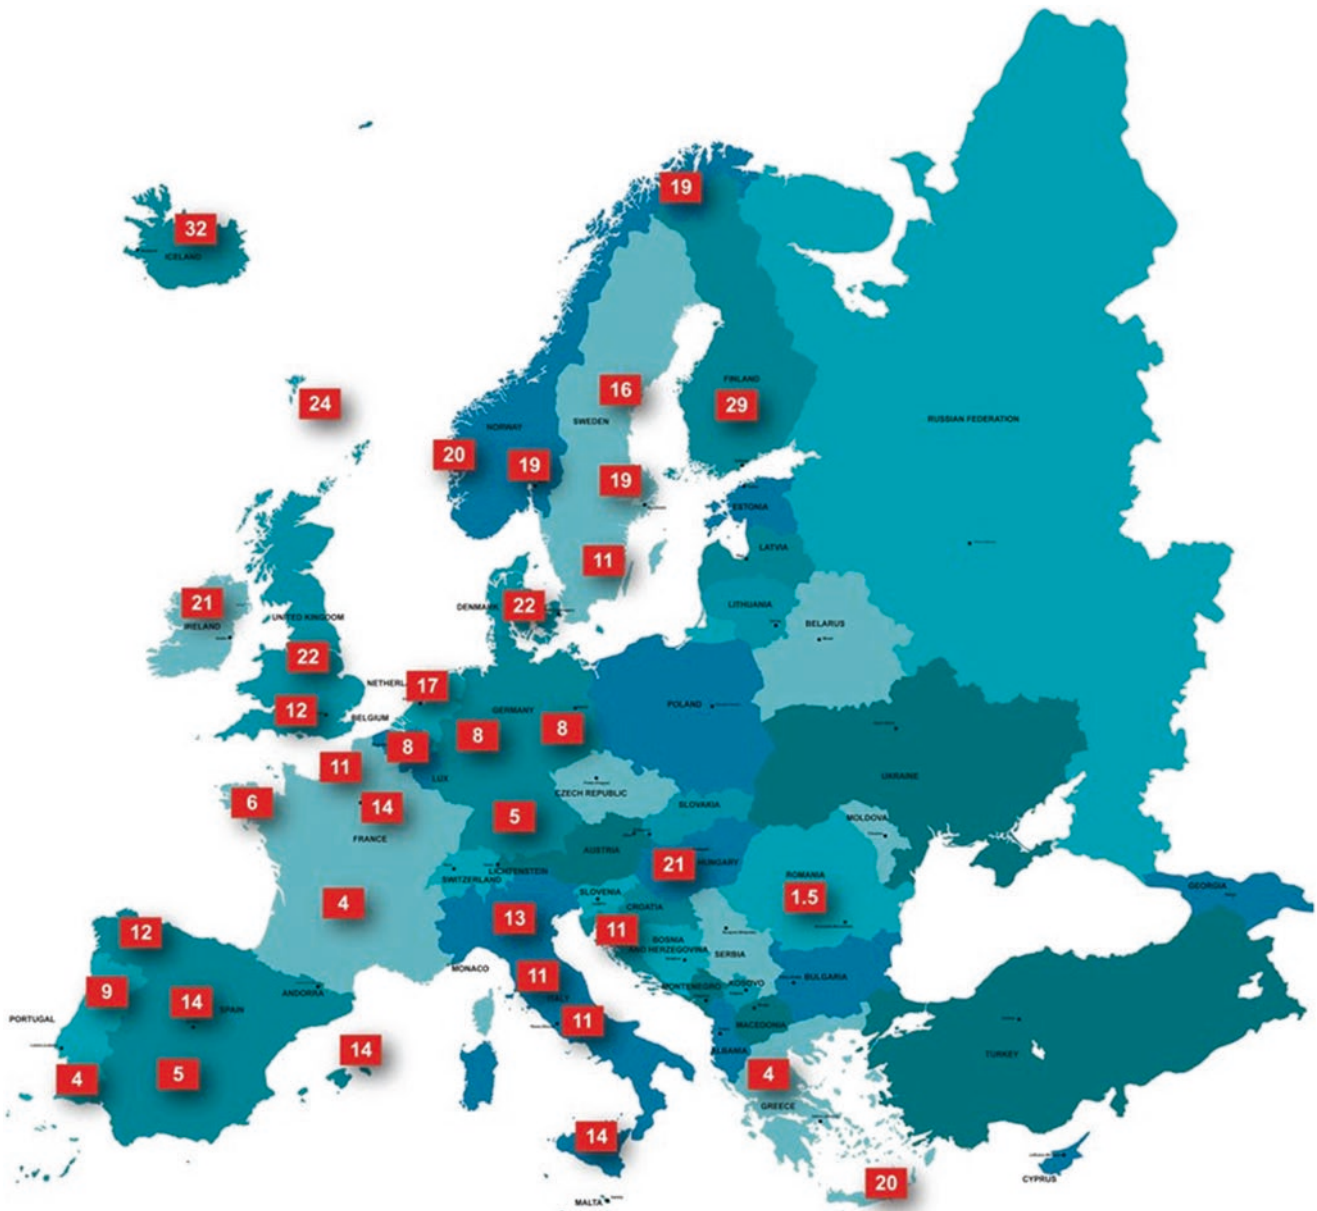 19
32
ICELAND
FINLAND
16
29
24
RUSSIAN FEDERATION
SWEDEN
NORWAY
20
19
19
ESTONIA
LATVIA
11
21
22
DENMARK
LITHUANIA
UNITED KINGDOM
BELARUS
IRELAND
22
NETHERL
17
POLAND
12
GERMANY
BELGIUM
8
8
8
UKRAINE
11
LUX
CZECH REPUBLIC
6
14
SLOVAKIA
5
MOLDOVA
FRANCE
AUSTRIA
21
HUNGARY
LICHTENSTEIN
SWITZERLAND
ROMANIA
GEORGIA
SLOVENIA
1.5
4
CROATIA
13
12
11
BOSNIA
AND HERZEGOVINA
SERBIA
MONACO
11
BULGARIA
KOSOVO
MONTENEGRO
9
ANDORRA
ITALY
14
SPAIN
PORTUGAL
11
MACEDONIA
14
ALBANIA
TURKEY
4
5
4
GREECE
14
CYPRUS
20
MALTA